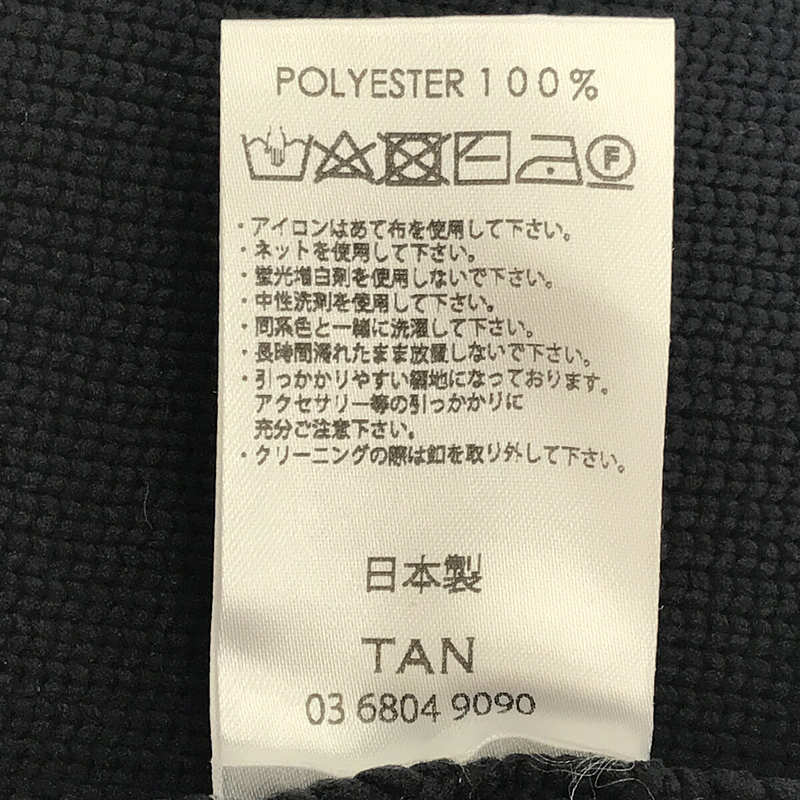 POLYESTER 100%
F
・アイロンはあて布を使用して下さい。
・ネットを使用して下さい。
・蛍光増白剤を使用しないで下さい。
・中性洗剤を使用して下さい。
・同系色と一緒に洗濯して下さい。
・長時間濡れたまま放置しないで下さい。
・引っかかりやすい編地になっております。
アクセサリー等の引っかかりに
充分ご注意下さい。
・クリーニングの際は釦を取り外して下さい。
日本製
TAN
03 6804 9090